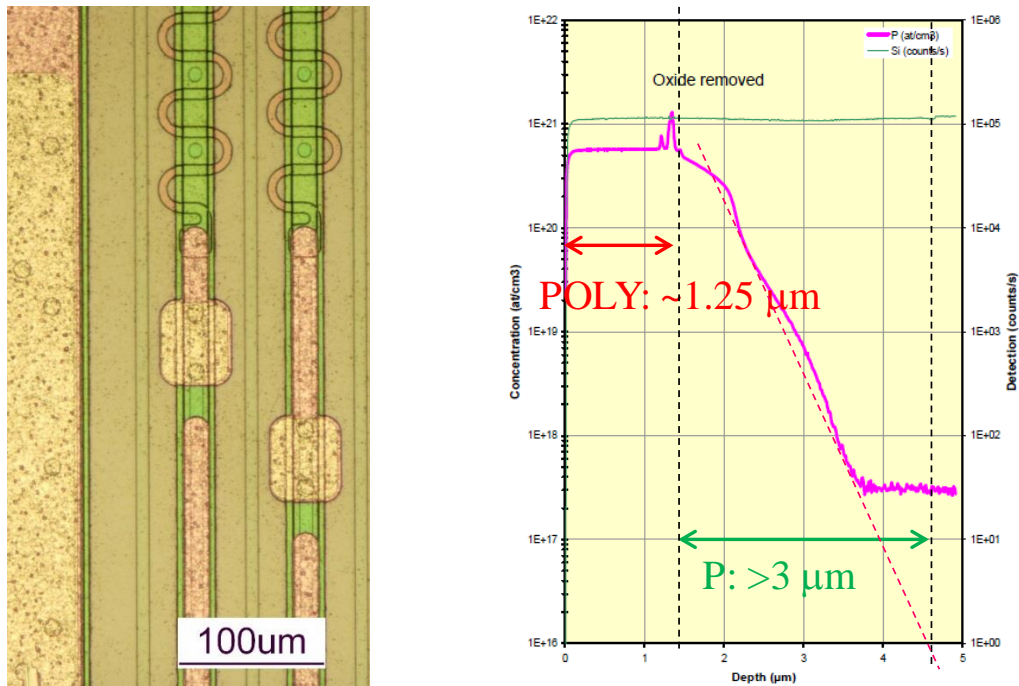 100um
1E+22
1E+21
1E+20
1E+19
1E+18
1E+17
1E+16
Concentration (at/cm3)
1E+06
1E+05
1E+04
1E+03
1E+02
1E+01
1E+00
Detection (counts/s)
P (at/cm3)
Si (counts/s)
Oxide removed
POLY: ~1.25 μm
P: >3 μm
0 1 2 3 4 5
Depth (μm)